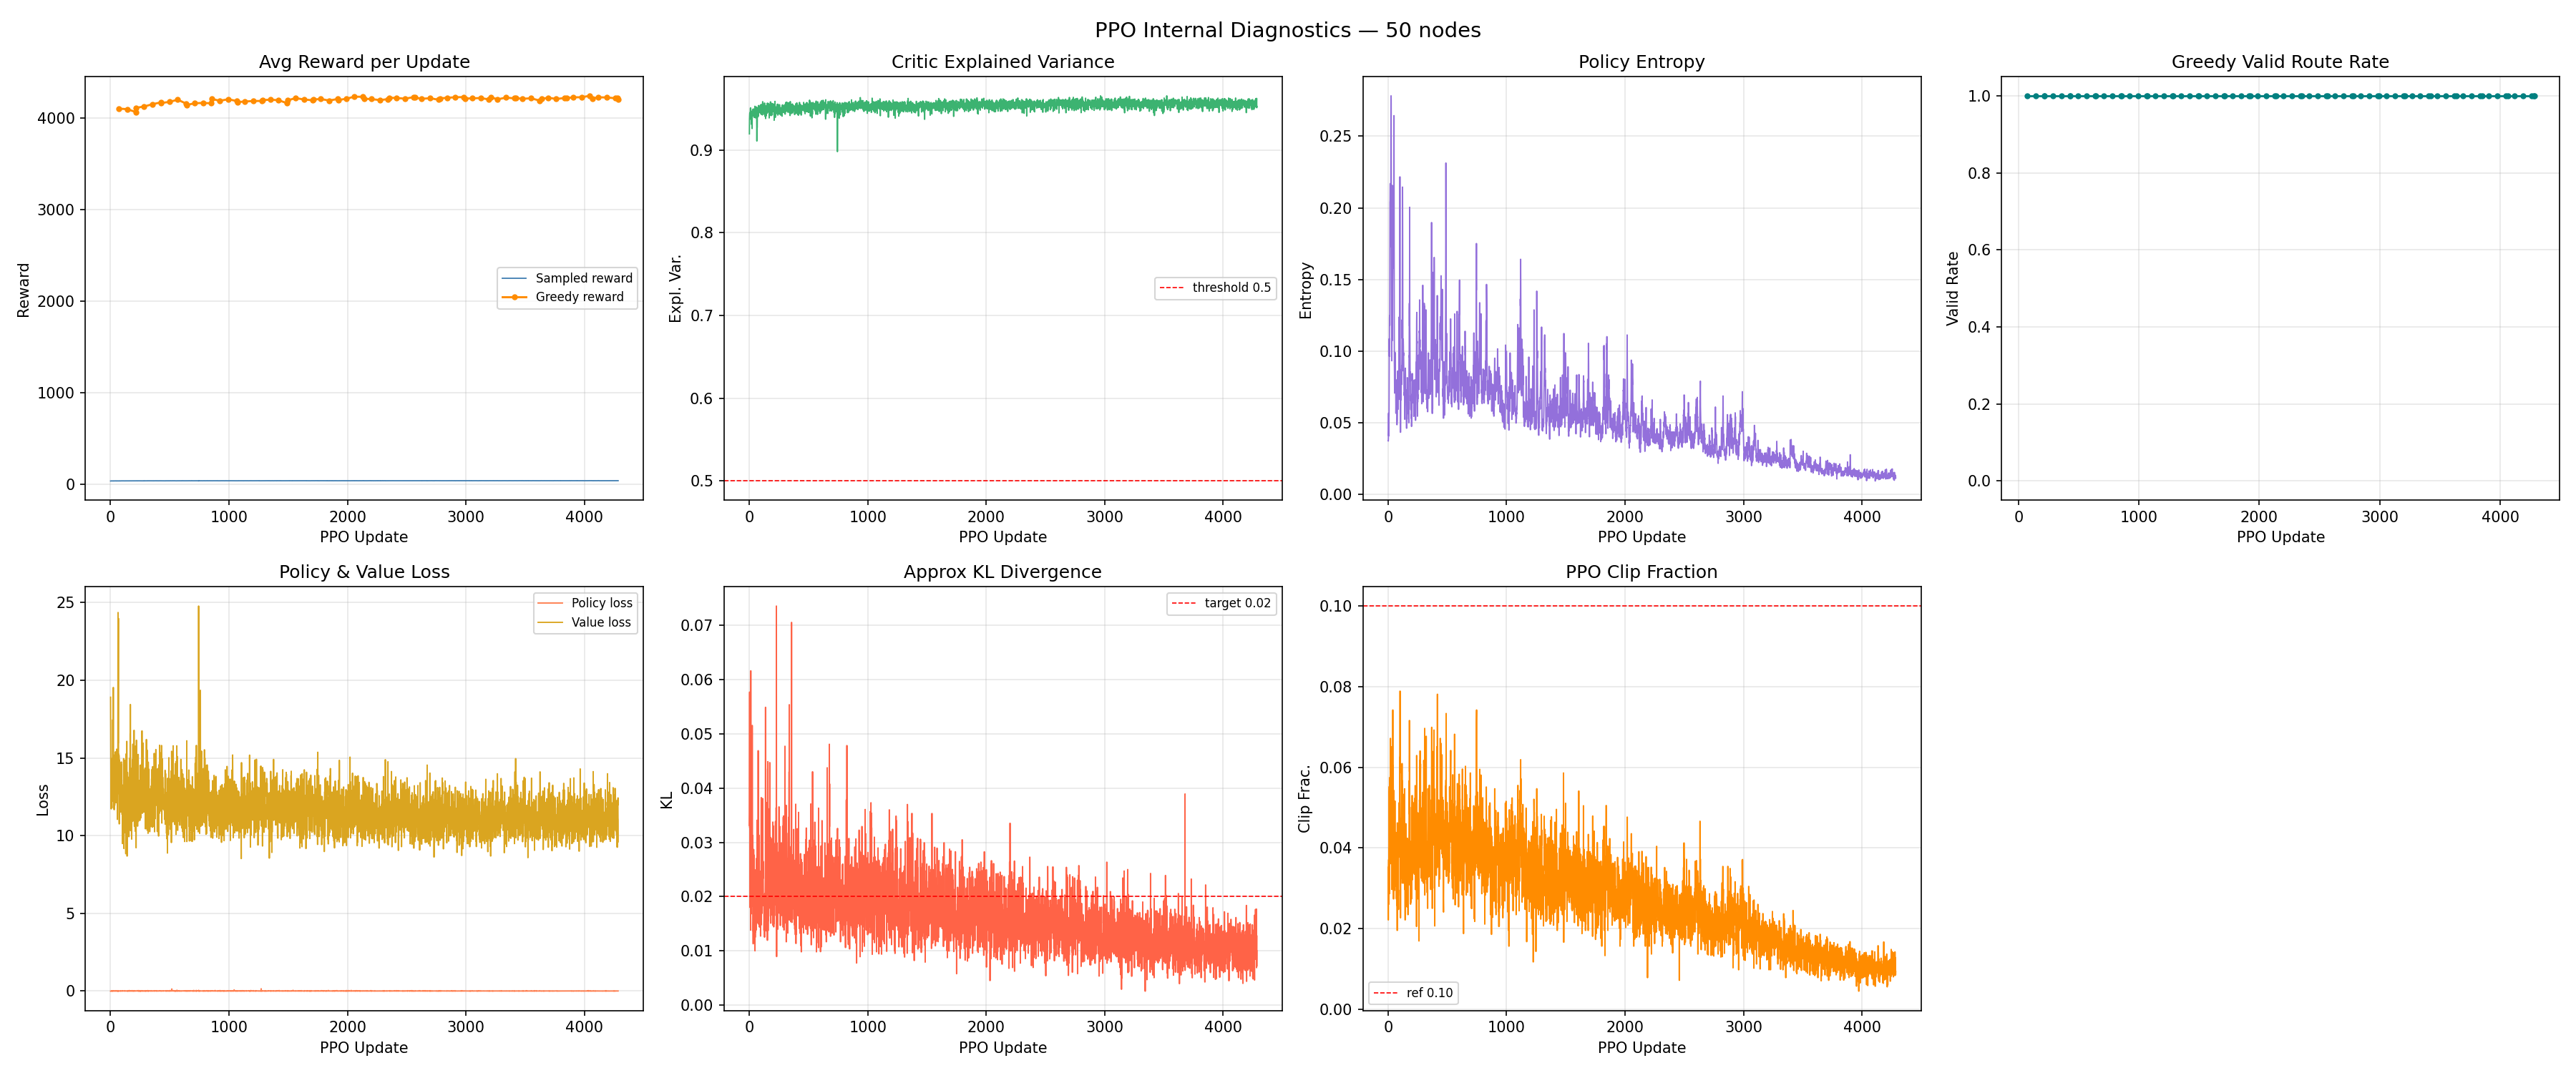 PPO Internal Diagnostics — 50 nodes
Avg Reward per Update
Reward
4000
3000
2000
1000
0
Sampled reward
Greedy reward
0 1000 2000 3000 4000
PPO Update
Critic Explained Variance
Expl. Var.
0.9
0.8
0.7
0.6
0.5
threshold 0.5
0 1000 2000 3000 4000
PPO Update
Policy Entropy
Entropy
0.25
0.20
0.15
0.10
0.05
0.00
0 1000 2000 3000 4000
PPO Update
Greedy Valid Route Rate
Valid Rate
1.0
0.8
0.6
0.4
0.2
0.0
0 1000 2000 3000 4000
PPO Update
Policy & Value Loss
Loss
25
20
15
10
5
0
Policy loss
Value loss
0 1000 2000 3000 4000
PPO Update
Approx KL Divergence
KL
0.07
0.06
0.05
0.04
0.03
0.02
0.01
0.00
target 0.02
0 1000 2000 3000 4000
PPO Update
PPO Clip Fraction
Clip Frac.
0.10
0.08
0.06
0.04
0.02
0.00
ref 0.10
0 1000 2000 3000 4000
PPO Update